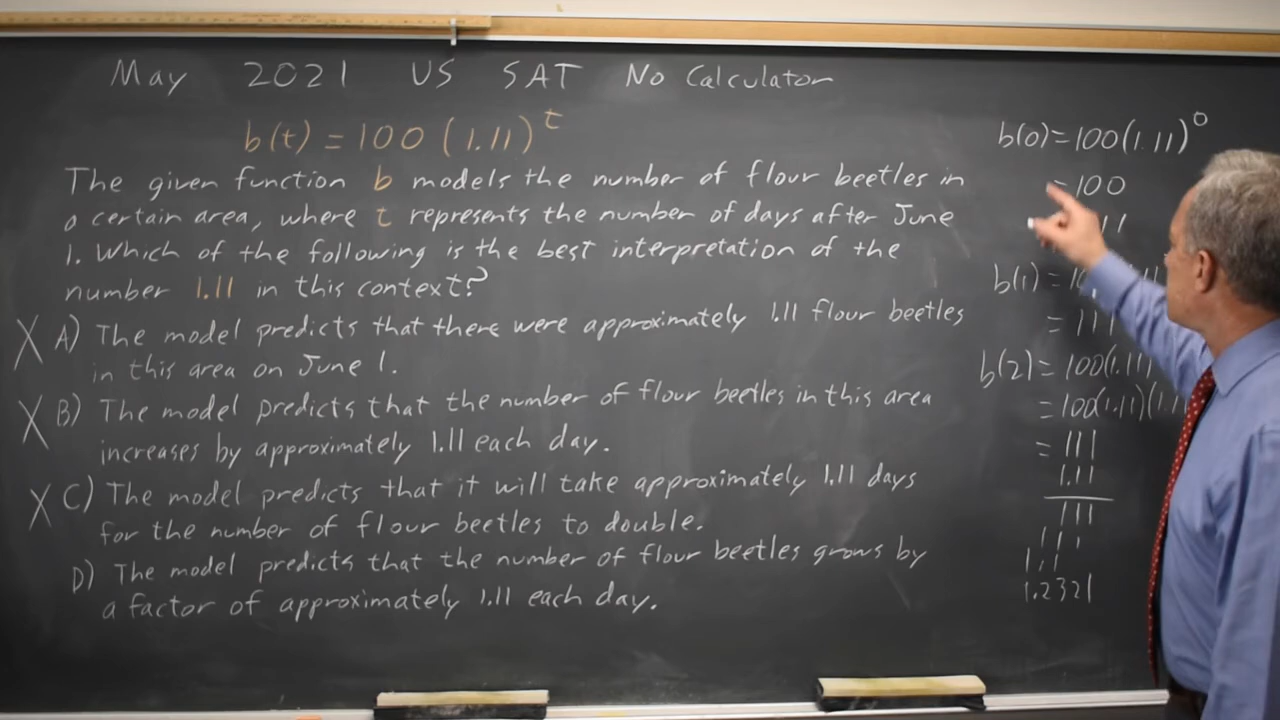 May 2021 US SAT No Calculator
b(t) = 100 (1.11)^t
The given function b models the number of flour beetles in
a certain area, where t represents the number of days after June
1. Which of the following is the best interpretation of the
number 1.11 in this context?
X A) The model predicts that there were approximately 1.11 flour beetles
in this area on June 1.
X B) The model predicts that the number of flour beetles in this area
increases by approximately 1.11 each day.
X C) The model predicts that it will take approximately 1.11 days
for the number of flour beetles to double.
D) The model predicts that the number of flour beetles grows by
a factor of approximately 1.11 each day.
b(0)=100(1.11)^0
=100
b(1)=
=111
b(2)=100(1.11)
=100(1.11)(1.1
=111
1.11
111
111
111
1.2321